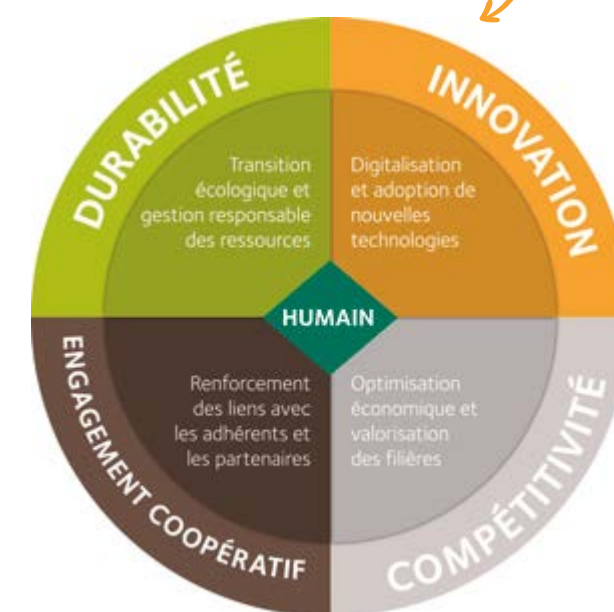 DURABILITÉ
Transition
écologique et
gestion responsable
des ressources
INNOVATION
Digitalisation
et adoption de
nouvelles
technologies
HUMAIN
ENGAGEMENT COOPÉRATIF
Renforcement
des liens avec
les adhérents et
les partenaires
COMPÉTITIVITÉ
Optimisation
économique et
valorisation
des filières